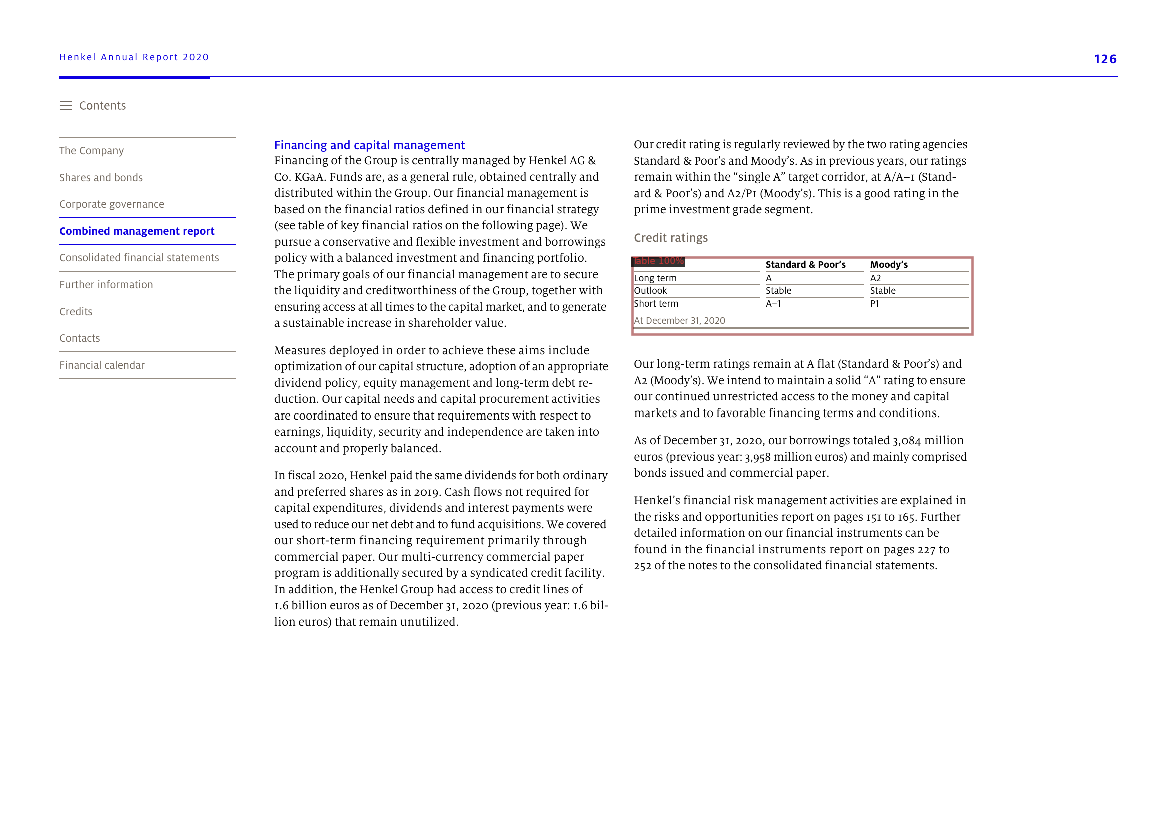 Henkel Annual Report 2020
126
Contents
The Company
Shares and bonds
Corporate governance
Combined management report
Consolidated financial statements
Further information
Credits
Contacts
Financial calendar
Financing and capital management
Financing of the Group is centrally managed by Henkel AG &
Co. KGaA. Funds are, as a general rule, obtained centrally and
distributed within the Group. Our financial management is
based on the financial ratios defined in our financial strategy
(see table of key financial ratios on the following page). We
pursue a conservative and flexible investment and borrowings
policy with a balanced investment and financing portfolio.
The primary goals of our financial management are to secure
the liquidity and creditworthiness of the Group, together with
ensuring access at all times to the capital market, and to generate
a sustainable increase in shareholder value.
Measures deployed in order to achieve these aims include
optimization of our capital structure, adoption of an appropriate
dividend policy, equity management and long-term debt re-
duction. Our capital needs and capital procurement activities
are coordinated to ensure that requirements with respect to
earnings, liquidity, security and independence are taken into
account and properly balanced.
In fiscal 2020, Henkel paid the same dividends for both ordinary
and preferred shares as in 2019. Cash flows not required for
capital expenditures, dividends and interest payments were
used to reduce our net debt and to fund acquisitions. We covered
our short-term financing requirement primarily through
commercial paper. Our multi-currency commercial paper
program is additionally secured by a syndicated credit facility.
In addition, the Henkel Group had access to credit lines of
1.6 billion euros as of December 31, 2020 (previous year: 1.6 bil-
lion euros) that remain unutilized.
Our credit rating is regularly reviewed by the two rating agencies
Standard & Poor's and Moody's. As in previous years, our ratings
remain within the “single A” target corridor, at A/A–1 (Stand-
ard & Poor's) and A2/P1 (Moody's). This is a good rating in the
prime investment grade segment.
Credit ratings
table 100%
Standard & Poor's Moody's
Long term A A2
Outlook Stable Stable
Short term A–1 P1
At December 31, 2020
Our long-term ratings remain at A flat (Standard & Poor's) and
A2 (Moody's). We intend to maintain a solid “A” rating to ensure
our continued unrestricted access to the money and capital
markets and to favorable financing terms and conditions.
As of December 31, 2020, our borrowings totaled 3,084 million
euros (previous year: 3,958 million euros) and mainly comprised
bonds issued and commercial paper.
Henkel's financial risk management activities are explained in
the risks and opportunities report on pages 151 to 165. Further
detailed information on our financial instruments can be
found in the financial instruments report on pages 227 to
252 of the notes to the consolidated financial statements.